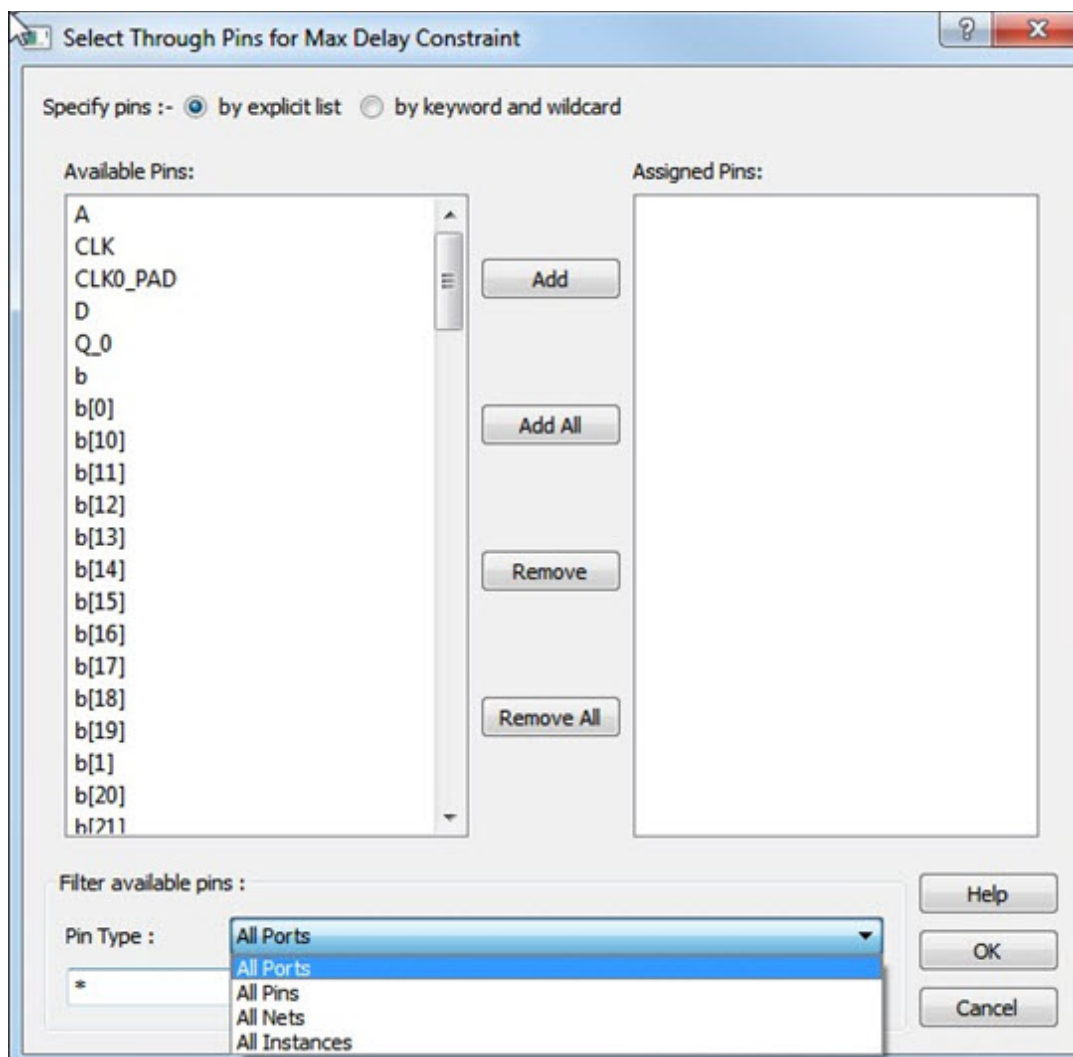 Select Through Pins for Max Delay Constraint
Specify pins :- by explicit list by keyword and wildcard
Available Pins:
A
CLK
CLK0_PAD
D
Q_0
b
b[0]
b[10]
b[11]
b[12]
b[13]
b[14]
b[15]
b[16]
b[17]
b[18]
b[19]
b[1]
b[20]
b[21]
Add
Add All
Remove
Remove All
Assigned Pins:
Filter available pins :
Pin Type : All Ports
All Ports
All Pins
All Nets
All Instances
*
Help
OK
Cancel